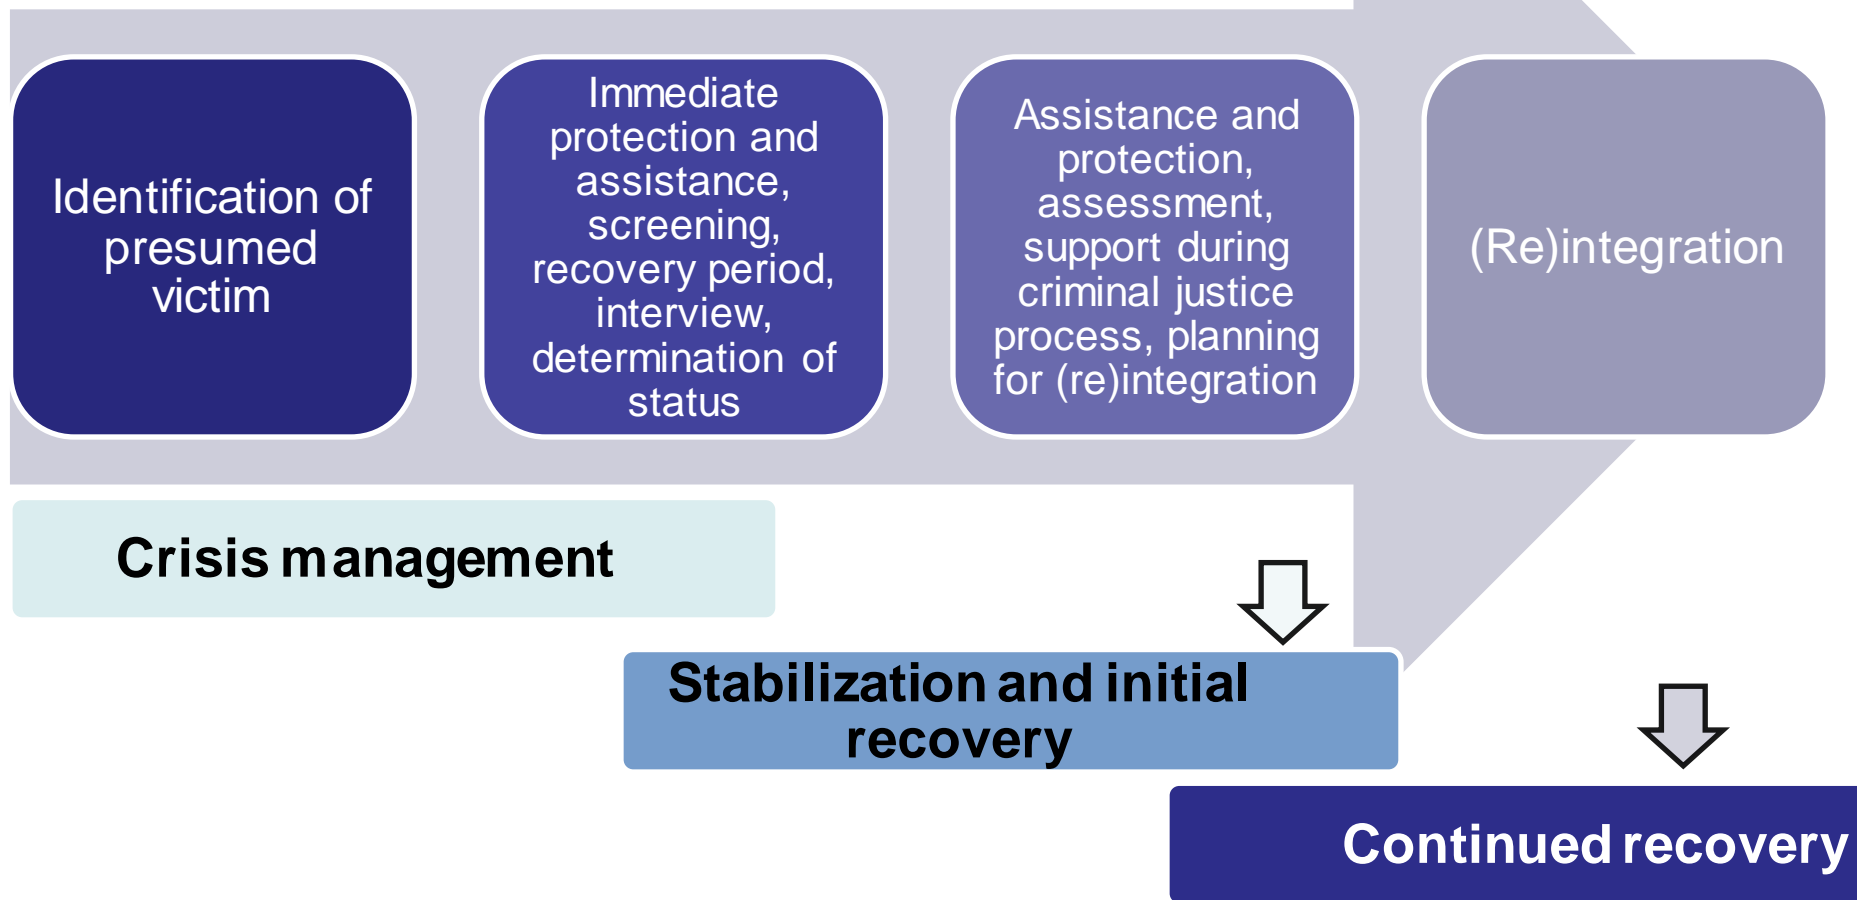 Identification of
presumed
victim
Immediate
protection and
assistance,
screening,
recovery period,
interview,
determination of
status
Assistance and
protection,
assessment,
support during
criminal justice
process, planning
for (re)integration
(Re)integration
Crisis management
Stabilization and initial
recovery
Continued recovery